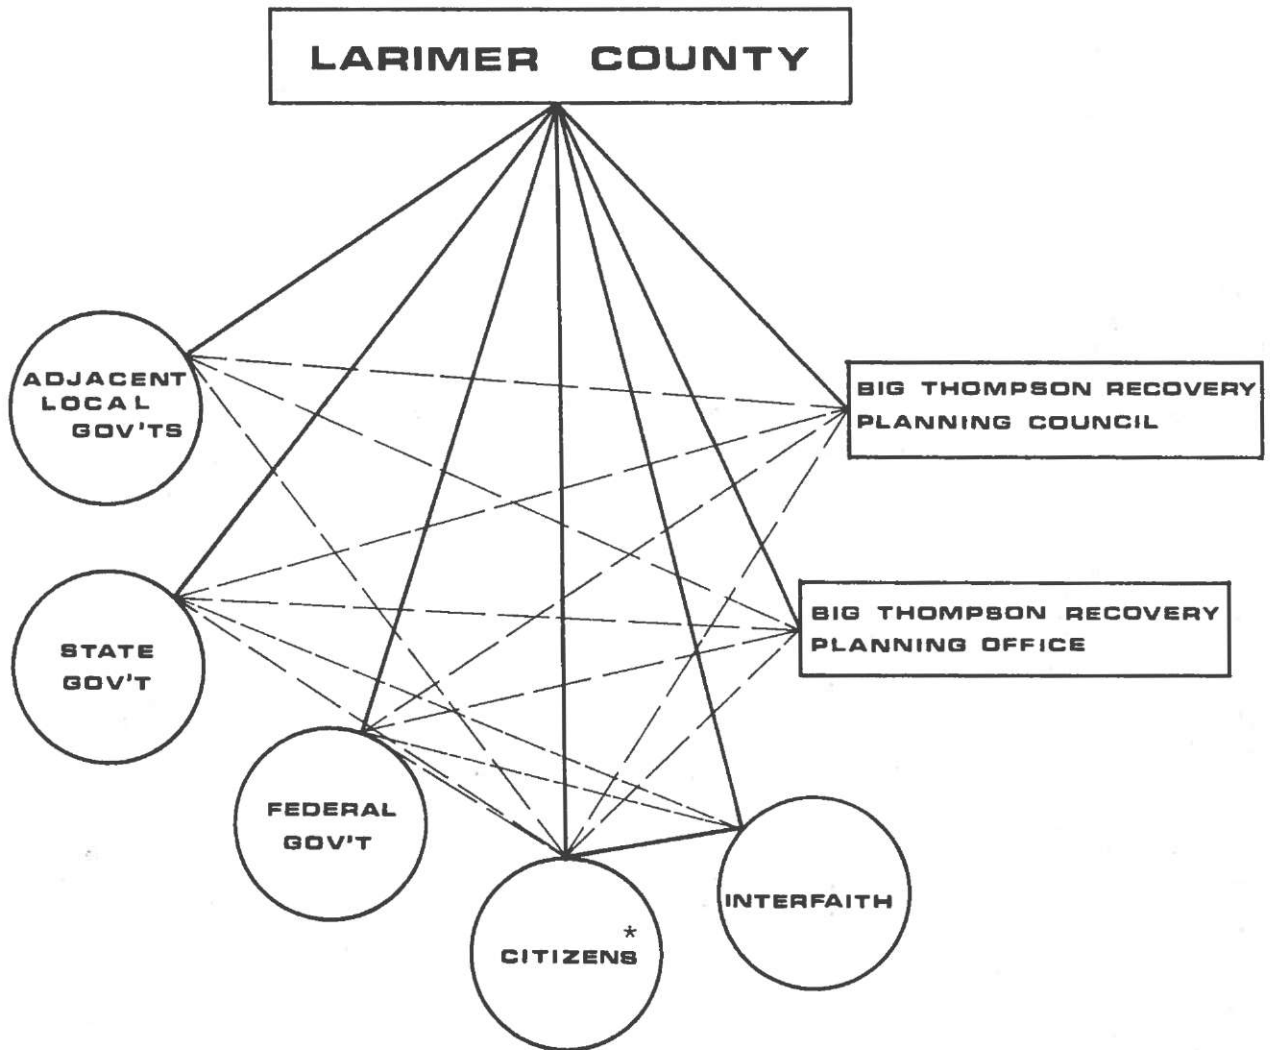 LARIMER COUNTY
ADJACENT
LOCAL
GOV'TS
BIG THOMPSON RECOVERY
PLANNING COUNCIL
STATE
GOV'T
BIG THOMPSON RECOVERY
PLANNING OFFICE
FEDERAL
GOV'T
CITIZENS*
INTERFAITH